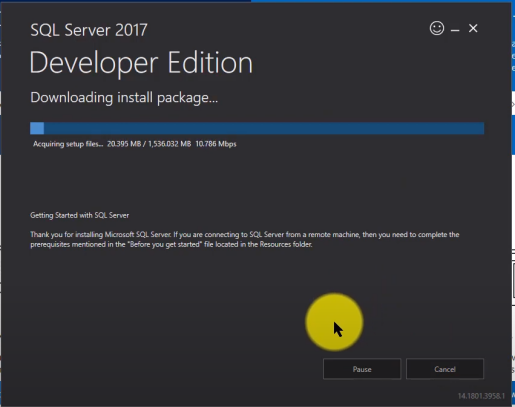 SQL Server 2017
Developer Edition
Downloading install package...
Acquiring setup files... 20.395 MB / 1,536.032 MB 10.786 Mbps
Getting Started with SQL Server
Thank you for installing Microsoft SQL Server. If you are connecting to SQL Server from a remote machine, then you need to complete the
prerequisites mentioned in the "Before you get started" file located in the Resources folder.
Pause Cancel
14.1801.3958.1